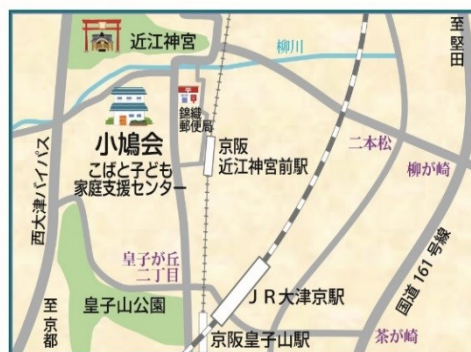 近江神宮
柳川
至堅田
錦織
郵便局
小鳩会
こばと子ども
家庭支援センター
京阪
近江神宮前駅
二本松
柳が崎
西大津バイパス
皇子が丘
二丁目
国道161号線
皇子山公園
JR大津京駅
至京都
京阪皇子山駅
茶が崎